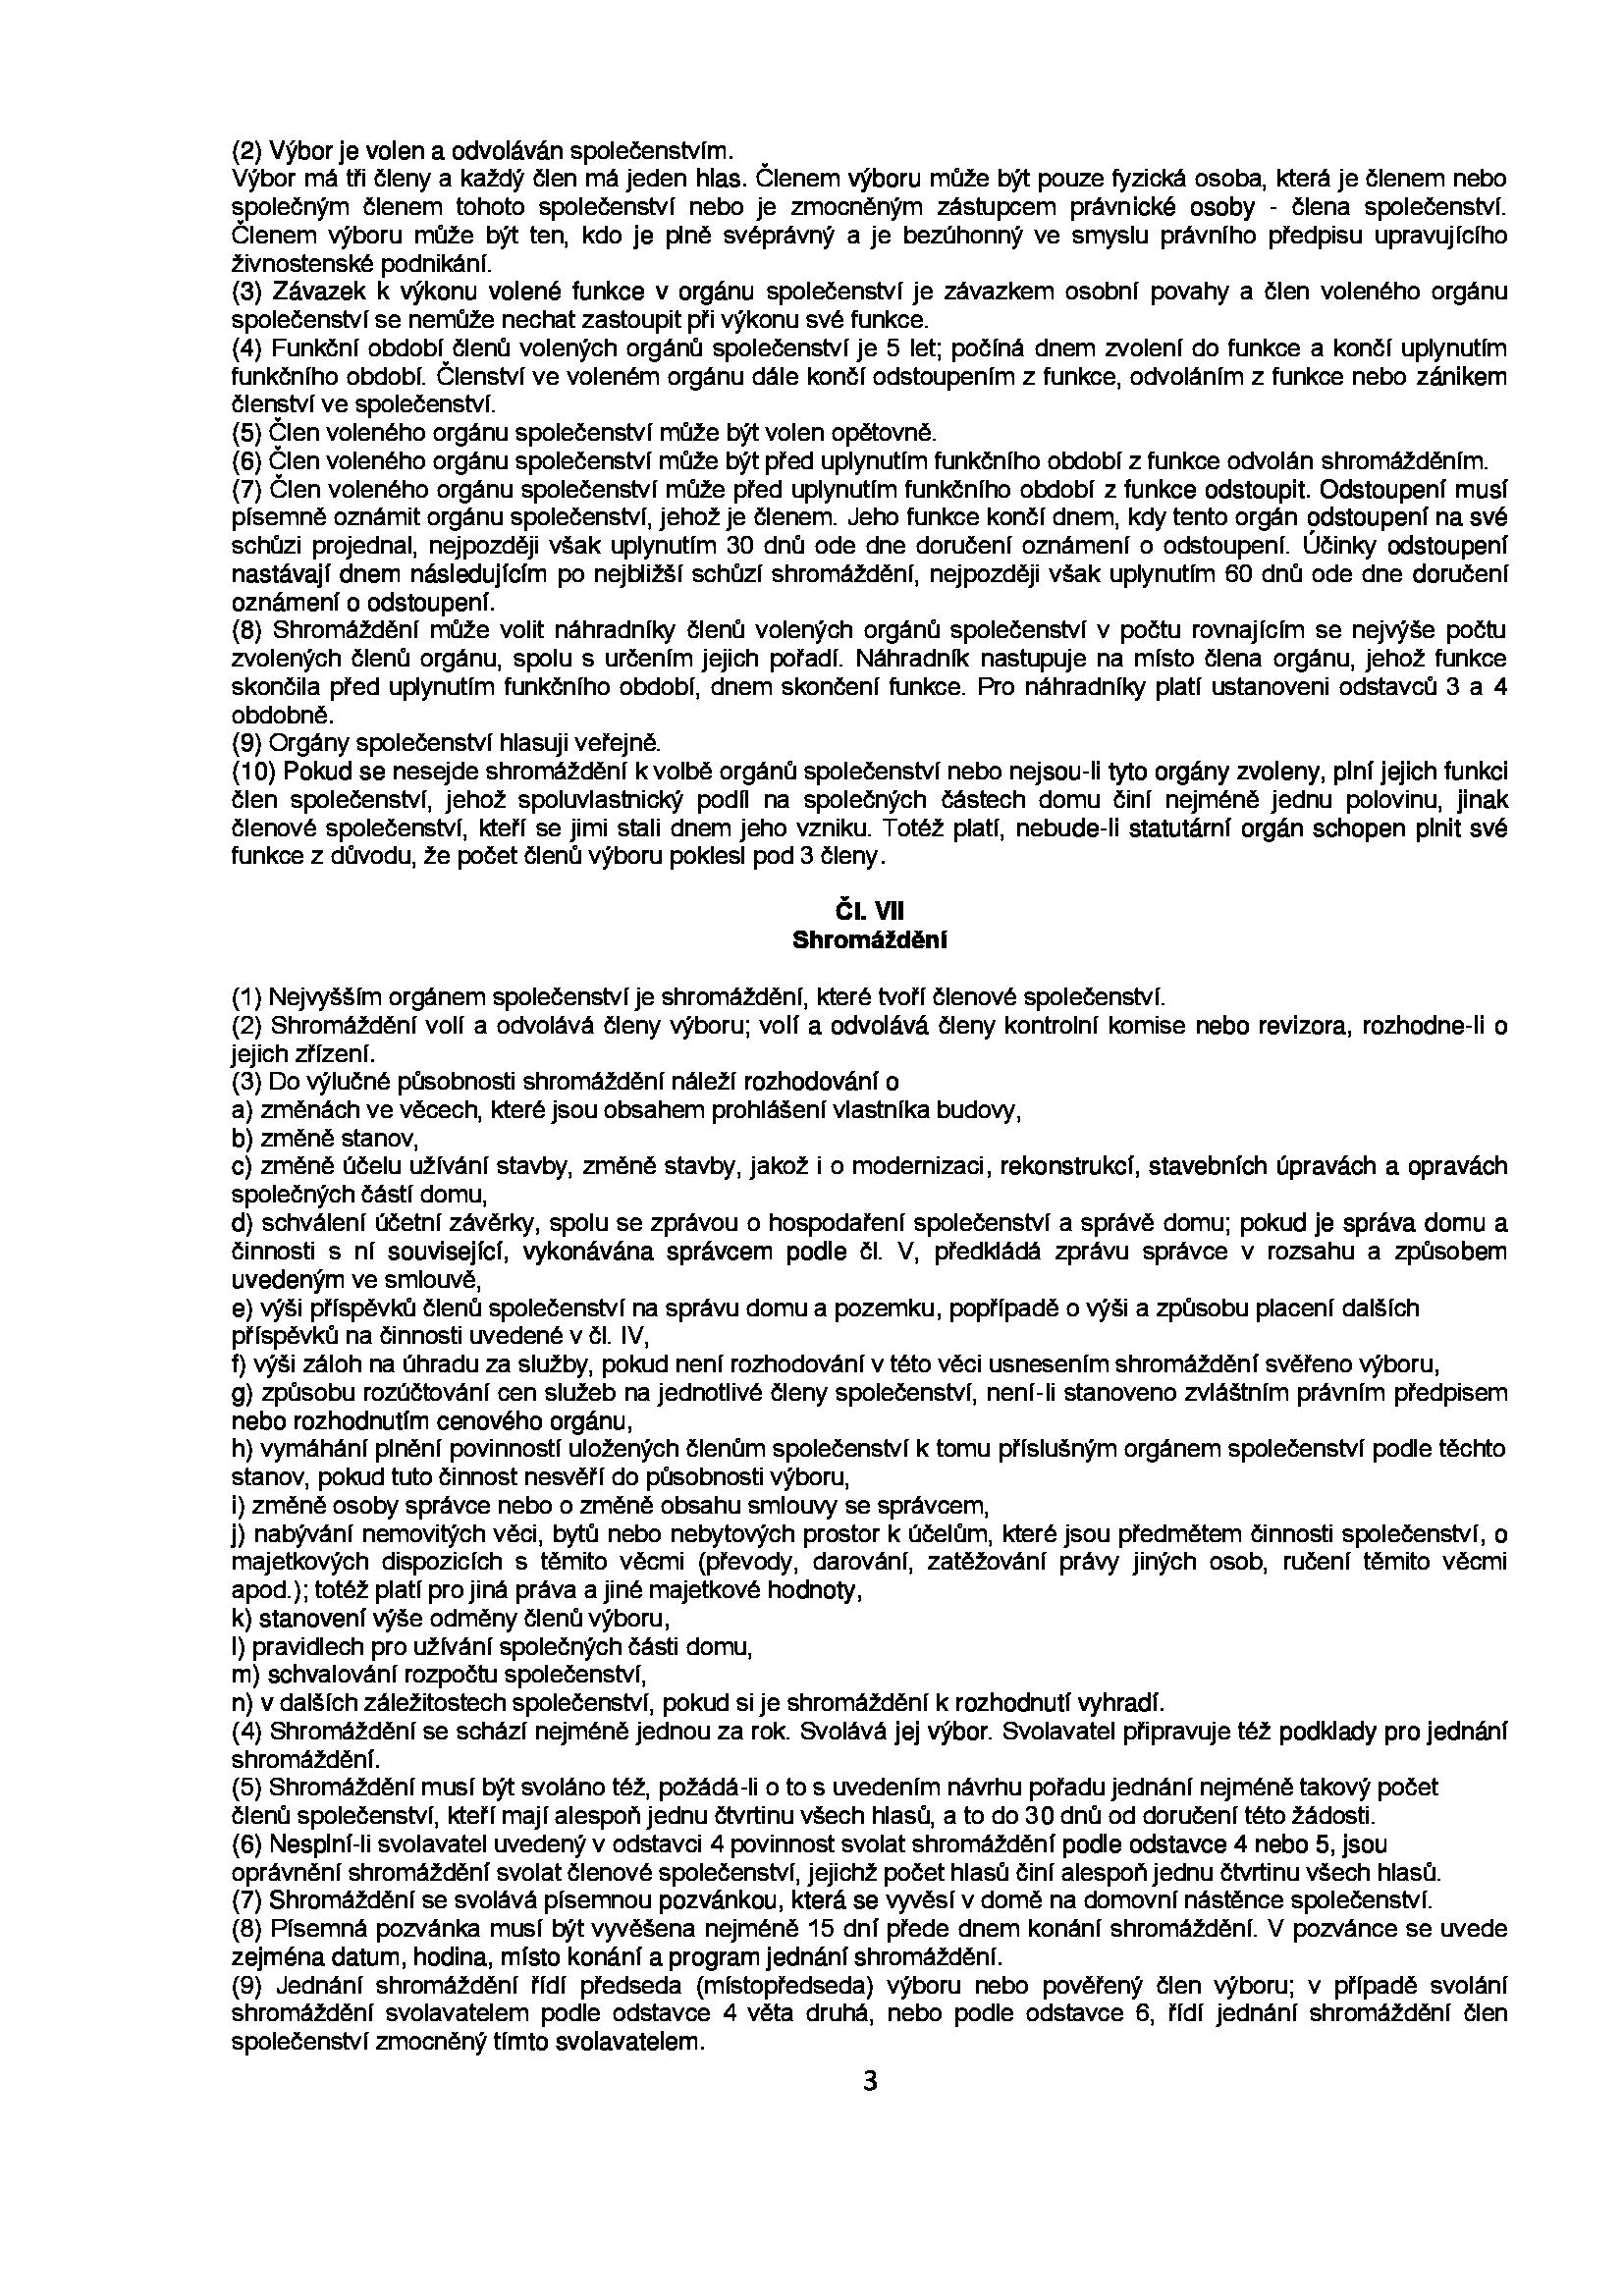 (2) Výbor je volen a odvoláván společenstvím.
Výbor má tři členy a každý člen má jeden hlas. Členem výboru může být pouze fyzická osoba, která je členem nebo
společným členem tohoto společenství nebo je zmocněným zástupcem právnické osoby - člena společenství.
Členem výboru může být ten, kdo je plně svéprávný a je bezúhonný ve smyslu právního předpisu upravujícího
živnostenské podnikání.
(3) Závazek k výkonu volené funkce v orgánu společenství je závazkem osobní povahy a člen voleného orgánu
společenství se nemůže nechat zastoupit při výkonu své funkce.
(4) Funkční období členů volených orgánů společenství je 5 let; počíná dnem zvolení do funkce a končí uplynutím
funkčního období. Členství ve voleném orgánu dále končí odstoupením z funkce, odvoláním z funkce nebo zánikem
členství ve společenství.
(5) Člen voleného orgánu společenství může být volen opětovně.
(6) Člen voleného orgánu společenství může být před uplynutím funkčního období z funkce odvolán shromážděním.
(7) Člen voleného orgánu společenství může před uplynutím funkčního období z funkce odstoupit. Odstoupení musí
písemně oznámit orgánu společenství, jehož je členem. Jeho funkce končí dnem, kdy tento orgán odstoupení na své
schůzi projednal, nejpozději však uplynutím 30 dnů ode dne doručení oznámení o odstoupení. Účinky odstoupení
nastávají dnem následujícím po nejbližší schůzí shromáždění, nejpozději však uplynutím 60 dnů ode dne doručení
oznámení o odstoupení.
(8) Shromáždění může volit náhradníky členů volených orgánů společenství v počtu rovnajícím se nejvýše počtu
zvolených členů orgánu, spolu s určením jejich pořadí. Náhradník nastupuje na místo člena orgánu, jehož funkce
skončila před uplynutím funkčního období, dnem skončení funkce. Pro náhradníky platí ustanoveni odstavců 3 a 4
obdobně.
(9) Orgány společenství hlasuji veřejně.
(10) Pokud se nesejde shromáždění k volbě orgánů společenství nebo nejsou-li tyto orgány zvoleny, plní jejich funkci
člen společenství, jehož spoluvlastnický podíl na společných částech domu činí nejméně jednu polovinu, jinak
členové společenství, kteří se jimi stali dnem jeho vzniku. Totéž platí, nebude-li statutární orgán schopen plnit své
funkce z důvodu, že počet členů výboru poklesl pod 3 členy.
Čl. VII
Shromáždění
(1) Nejvyšším orgánem společenství je shromáždění, které tvoří členové společenství.
(2) Shromáždění volí a odvolává členy výboru; volí a odvolává členy kontrolní komise nebo revizora, rozhodne-li o
jejich zřízení.
(3) Do výlučné působnosti shromáždění náleží rozhodování o
a) změnách ve věcech, které jsou obsahem prohlášení vlastníka budovy,
b) změně stanov,
c) změně účelu užívání stavby, změně stavby, jakož i o modernizaci, rekonstrukcí, stavebních úpravách a opravách
společných částí domu,
d) schválení účetní závěrky, spolu se zprávou o hospodaření společenství a správě domu; pokud je správa domu a
činnosti s ní související, vykonávána správcem podle čl. V, předkládá zprávu správce v rozsahu a způsobem
uvedeným ve smlouvě,
e) výši příspěvků členů společenství na správu domu a pozemku, popřípadě o výši a způsobu placení dalších
příspěvků na činnosti uvedené v čl. IV,
f) výši záloh na úhradu za služby, pokud není rozhodování v této věci usnesením shromáždění svěřeno výboru,
g) způsobu rozúčtování cen služeb na jednotlivé členy společenství, není-li stanoveno zvláštním právním předpisem
nebo rozhodnutím cenového orgánu,
h) vymáhání plnění povinností uložených členům společenství k tomu příslušným orgánem společenství podle těchto
stanov, pokud tuto činnost nesvěří do působnosti výboru,
i) změně osoby správce nebo o změně obsahu smlouvy se správcem,
j) nabývání nemovitých věci, bytů nebo nebytových prostor k účelům, které jsou předmětem činnosti společenství, o
majetkových dispozicích s těmito věcmi (převody, darování, zatěžování právy jiných osob, ručení těmito věcmi
apod.); totéž platí pro jiná práva a jiné majetkové hodnoty,
k) stanovení výše odměny členů výboru,
l) pravidlech pro užívání společných části domu,
m) schvalování rozpočtu společenství,
n) v dalších záležitostech společenství, pokud si je shromáždění k rozhodnutí vyhradí.
(4) Shromáždění se schází nejméně jednou za rok. Svolává jej výbor. Svolavatel připravuje též podklady pro jednání
shromáždění.
(5) Shromáždění musí být svoláno též, požádá-li o to s uvedením návrhu pořadu jednání nejméně takový počet
členů společenství, kteří mají alespoň jednu čtvrtinu všech hlasů, a to do 30 dnů od doručení této žádosti.
(6) Nesplní-li svolavatel uvedený v odstavci 4 povinnost svolat shromáždění podle odstavce 4 nebo 5, jsou
oprávnění shromáždění svolat členové společenství, jejichž počet hlasů činí alespoň jednu čtvrtinu všech hlasů.
(7) Shromáždění se svolává písemnou pozvánkou, která se vyvěsí v domě na domovní nástěnce společenství.
(8) Písemná pozvánka musí být vyvěšena nejméně 15 dní přede dnem konání shromáždění. V pozvánce se uvede
zejména datum, hodina, místo konání a program jednání shromáždění.
(9) Jednání shromáždění řídí předseda (místopředseda) výboru nebo pověřený člen výboru; v případě svolání
shromáždění svolavatelem podle odstavce 4 věta druhá, nebo podle odstavce 6, řídí jednání shromáždění člen
společenství zmocněný tímto svolavatelem.
3